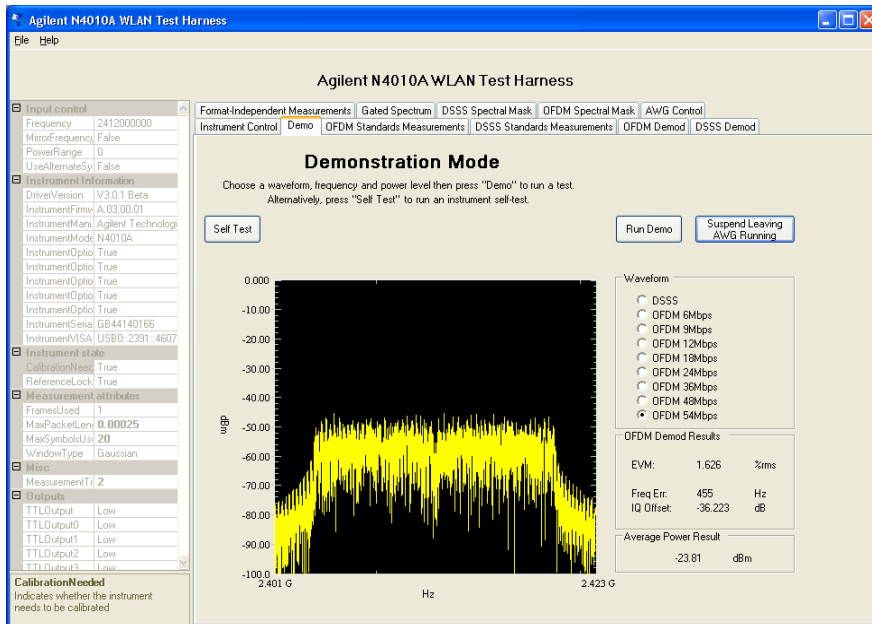 Agilent N4010A WLAN Test Harness
File Help
Agilent N4010A WLAN Test Harness
Input control
Frequency 2412000000
MirrorFrequency False
PowerRange 0
UseAlternateSy False
Instrument Information
DriverVersion V3.0.1 Beta
InstrumentFirmw A.03.00.01
InstrumentManu Agilent Technologi
InstrumentMode N4010A
InstrumentOptio True
InstrumentOptio True
InstrumentOptio True
InstrumentOptio True
InstrumentOptio True
InstrumentSeria GB44140166
InstrumentVISA USB0::2391::4607
Instrument state
CalibrationNeed True
ReferenceLock True
Measurement attributes
FramesUsed 1
MaxPacketLen 0.00025
MaxSymbolsUs 20
WindowType Gaussian
Misc
MeasurementTi 2
Outputs
TTLOutput Low
TTLOutput0 Low
TTLOutput1 Low
TTLOutput2 Low
TTLOutput3 Low
CalibrationNeeded
Indicates whether the instrument
needs to be calibrated
Format-Independent Measurements Gated Spectrum DSSS Spectral Mask OFDM Spectral Mask AWG Control
Instrument Control Demo OFDM Standards Measurements DSSS Standards Measurements OFDM Demod DSSS Demod
Demonstration Mode
Choose a waveform, frequency and power level then press "Demo" to run a test.
Alternatively, press "Self Test" to run an instrument self-test.
Self Test
Run Demo
Suspend Leaving
AWG Running
0.000
-10.00
-20.00
-30.00
-40.00
-50.00
-60.00
-70.00
-80.00
-90.00
-100.0
dBm
2.401 G
2.423 G
Hz
Waveform
DSSS
OFDM 6Mbps
OFDM 9Mbps
OFDM 12Mbps
OFDM 18Mbps
OFDM 24Mbps
OFDM 36Mbps
OFDM 48Mbps
OFDM 54Mbps
OFDM Demod Results
EVM: 1.626 %rms
Freq Err: 455 Hz
IQ Offset: -36.223 dB
Average Power Result
-23.81 dBm